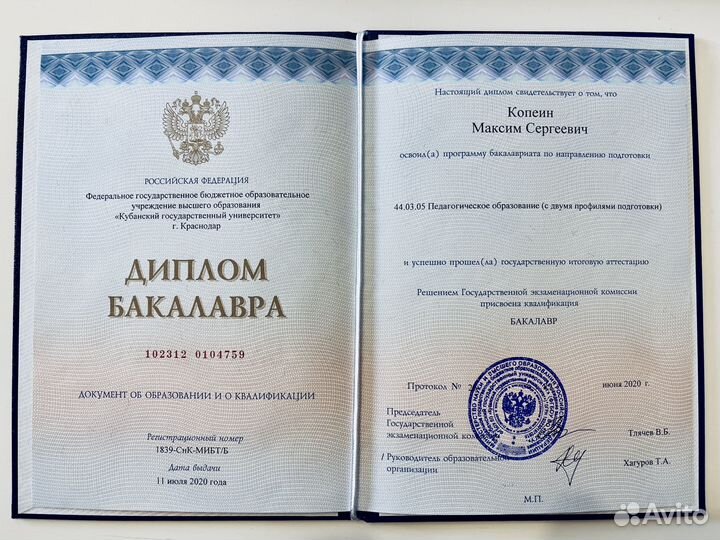 РОССИЙСКАЯ ФЕДЕРАЦИЯ
Федеральное государственное бюджетное образовательное
учреждение высшего образования
«Кубанский государственный университет»
г. Краснодар
ДИПЛОМ
БАКАЛАВРА
102312 0104759
ДОКУМЕНТ ОБ ОБРАЗОВАНИИ И О КВАЛИФИКАЦИИ
Регистрационный номер
1839-СиК-МИБТ/Б
Дата выдачи
11 июля 2020 года
Настоящий диплом свидетельствует о том, что
Копеин
Максим Сергеевич
освоил(а) программу бакалавриата по направлению подготовки
44.03.05 Педагогическое образование (с двумя профилями подготовки)
и успешно прошел(ла) государственную итоговую аттестацию
Решением Государственной экзаменационной комиссии
присвоена квалификация
БАКАЛАВР
Протокол № июня 2020 г.
Председатель
Государственной
экзаменационной Тлячев В.Б.
/ Руководитель
организации Хагуров Т.А.
М.П.
Avito